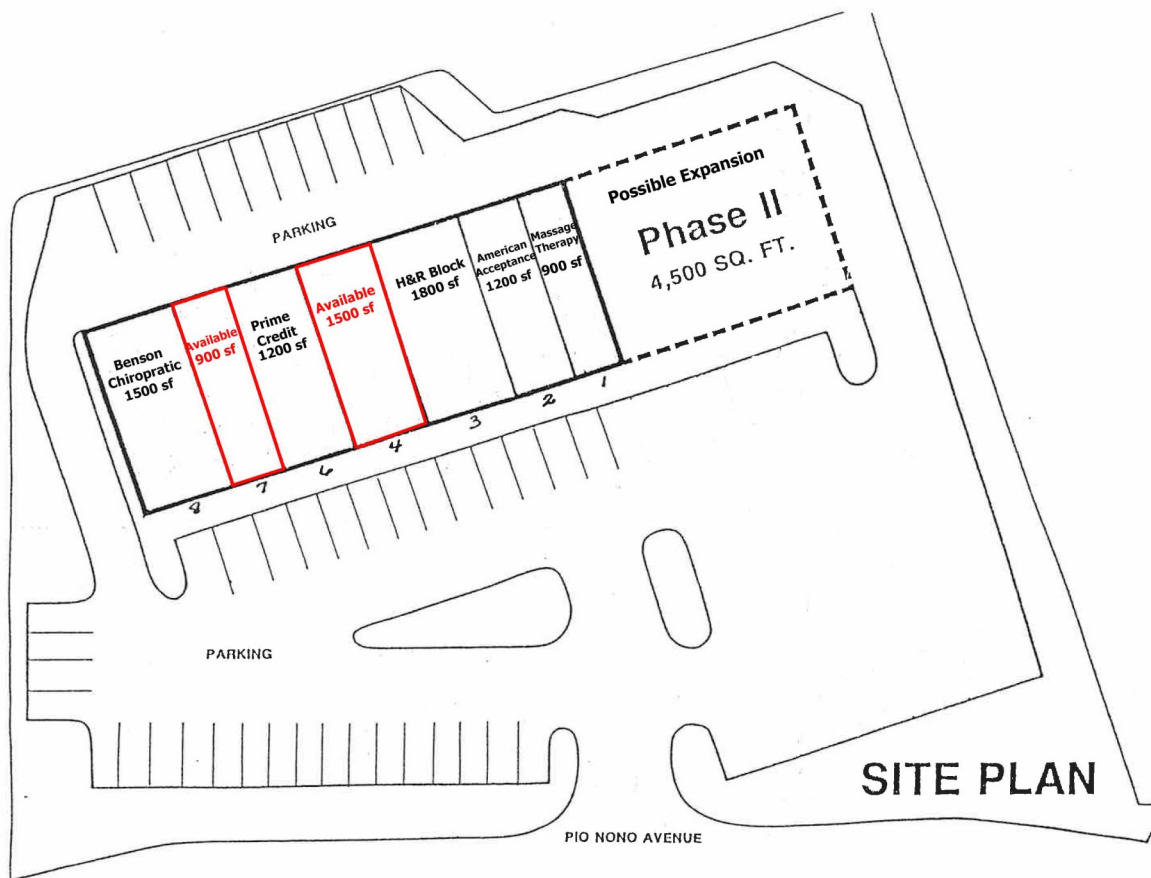 Possible Expansion
Phase II
4,500 SQ. FT.
PARKING
Benson
Chiropratic
1500 sf
Available
900 sf
Prime
Credit
1200 sf
Available
1500 sf
H&R Block
1800 sf
American
Acceptance
1200 sf
Massage
Therapy
900 sf
8
7
6
4
3
2
1
PARKING
SITE PLAN
PIO NONO AVENUE